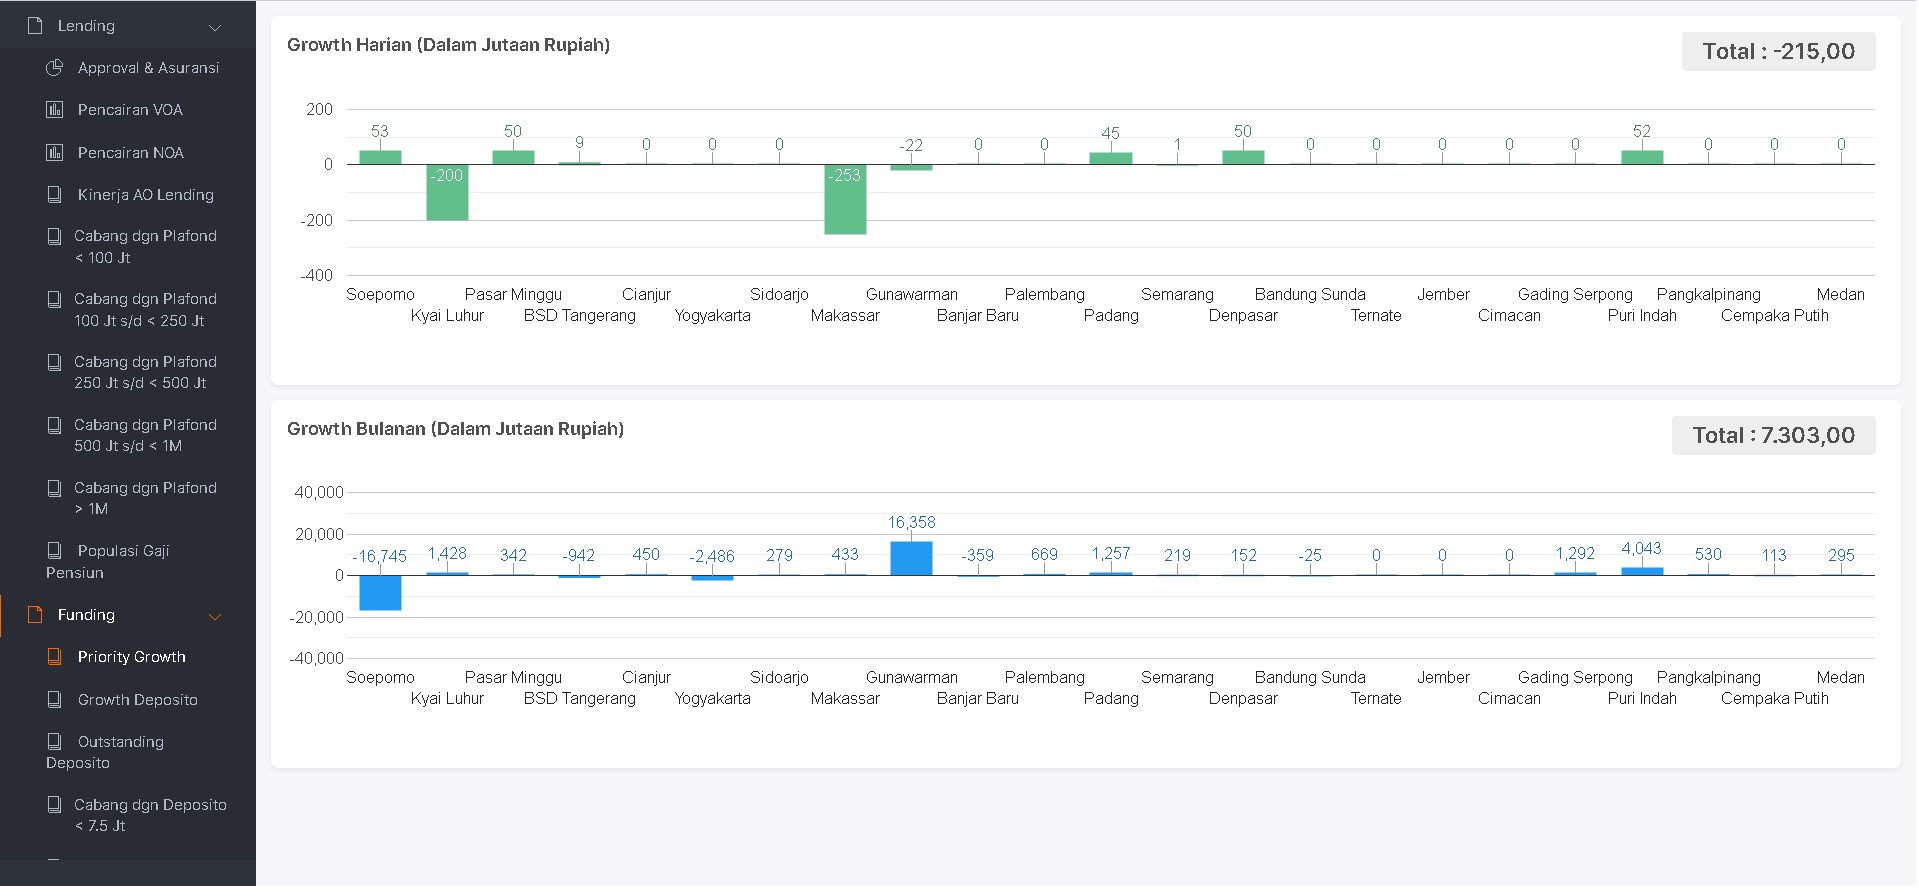 Lending
Approval & Asuransi
Pencairan VOA
Pencairan NOA
Kinerja AO Lending
Cabang dgn Plafond
< 100 Jt
Cabang dgn Plafond
100 Jt s/d < 250 Jt
Cabang dgn Plafond
250 Jt s/d < 500 Jt
Cabang dgn Plafond
500 Jt s/d < 1M
Cabang dgn Plafond
> 1M
Populasi Gaji
Pensiun
Funding
Priority Growth
Growth Deposito
Outstanding
Deposito
Cabang dgn Deposito
< 7.5 Jt
Growth Harian (Dalam Jutaan Rupiah)
Total : -215,00
200
0
-200
-400
53 -200 50 9 0 0 0 -253 -22 0 0 45 1 50 0 0 0 0 0 52 0 0 0
Soepomo Pasar Minggu Cianjur Sidoarjo Gunawarman Palembang Semarang Bandung Sunda Jember Gading Serpong Pangkalpinang Medan
Kyai Luhur BSD Tangerang Yogyakarta Makassar Banjar Baru Padang Denpasar Ternate Cimacan Puri Indah Cempaka Putih
Growth Bulanan (Dalam Jutaan Rupiah)
Total : 7.303,00
40,000
20,000
0
-20,000
-40,000
-16,745 1,428 342 -942 450 -2,486 279 433 16,358 -359 669 1,257 219 152 -25 0 0 0 1,292 4,043 530 113 295
Soepomo Pasar Minggu Cianjur Sidoarjo Gunawarman Palembang Semarang Bandung Sunda Jember Gading Serpong Pangkalpinang Medan
Kyai Luhur BSD Tangerang Yogyakarta Makassar Banjar Baru Padang Denpasar Ternate Cimacan Puri Indah Cempaka Putih